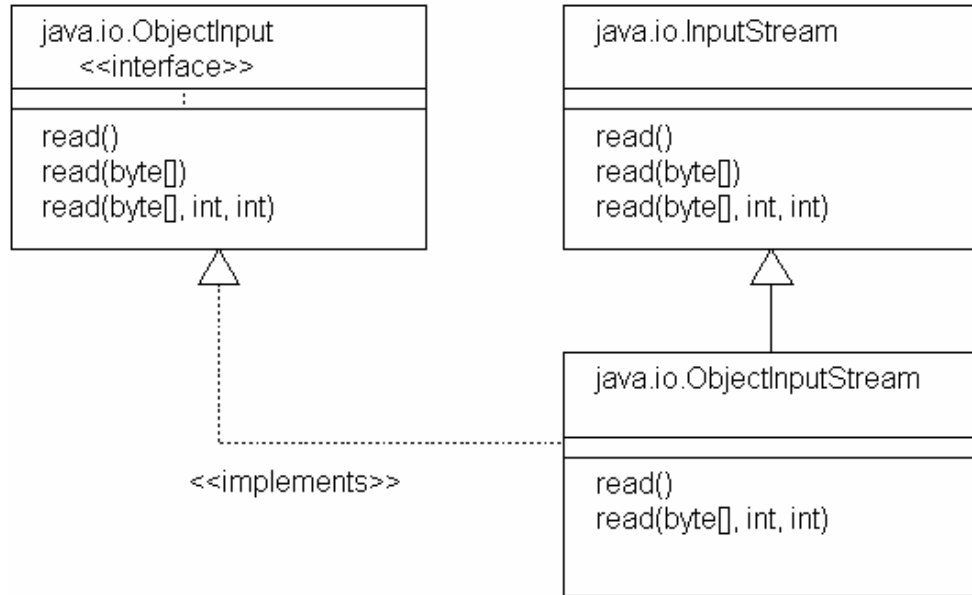 java.io.ObjectInput
<<interface>>
read()
read(byte[])
read(byte[], int, int)
java.io.InputStream
read()
read(byte[])
read(byte[], int, int)
java.io.ObjectInputStream
read()
read(byte[], int, int)
<<implements>>